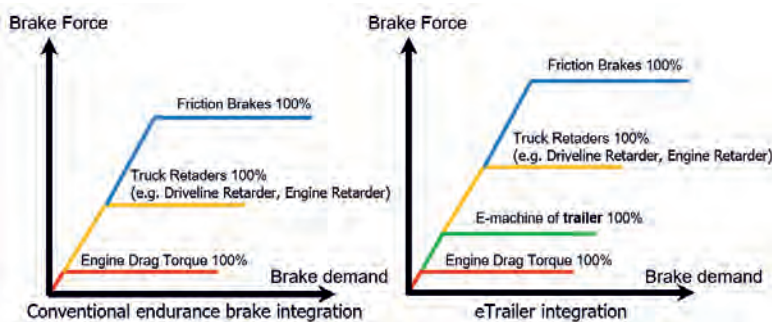 Brake Force
Friction Brakes 100%
Truck Retaders 100%
(e.g. Driveline Retarder, Engine Retarder)
Engine Drag Torque 100%
Brake demand
Conventional endurance brake integration
Brake Force
Friction Brakes 100%
Truck Retaders 100%
(e.g. Driveline Retarder, Engine Retarder)
E-machine of trailer 100%
Engine Drag Torque 100%
Brake demand
eTrailer integration